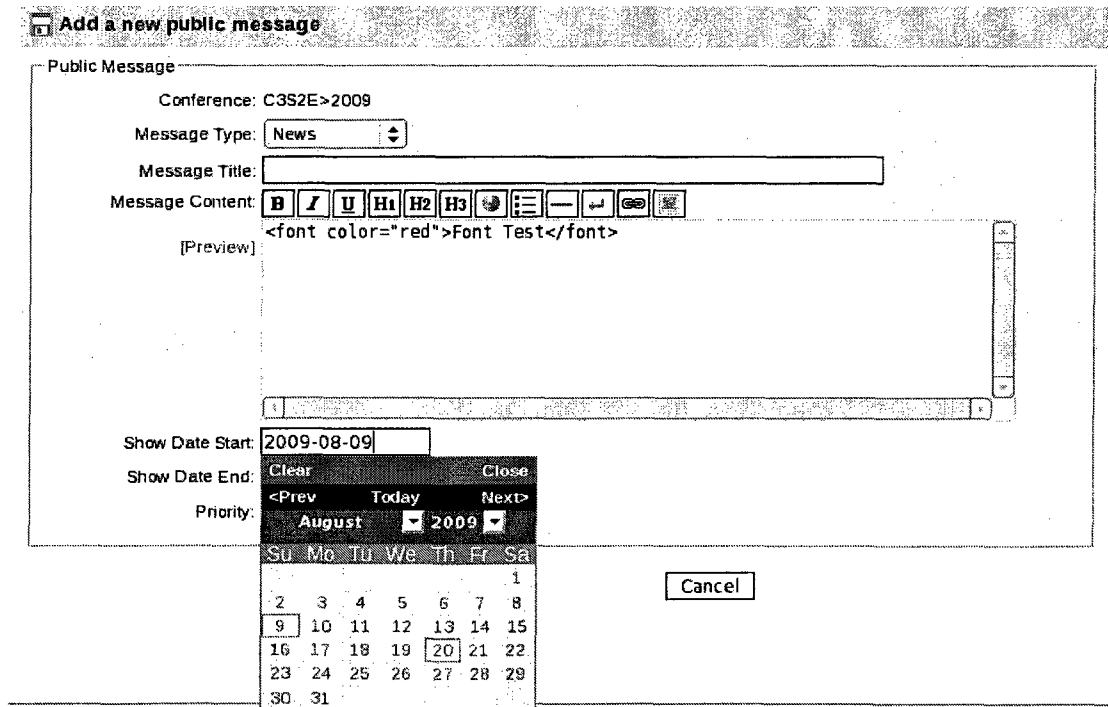 Add a new public message
Public Message
Conference: C3S2E>2009
Message Type: News
Message Title:
Message Content: B I U H1 H2 H3
[Preview]
<font color="red">Font Test</font>
Show Date Start: 2009-08-09
Show Date End:
Priority:
Clear Close
<Prev Today Next>
August 2009
Su Mo Tu We Th Fr Sa
1
2 3 4 5 6 7 8
9 10 11 12 13 14 15
16 17 18 19 20 21 22
23 24 25 26 27 28 29
30 31
Cancel